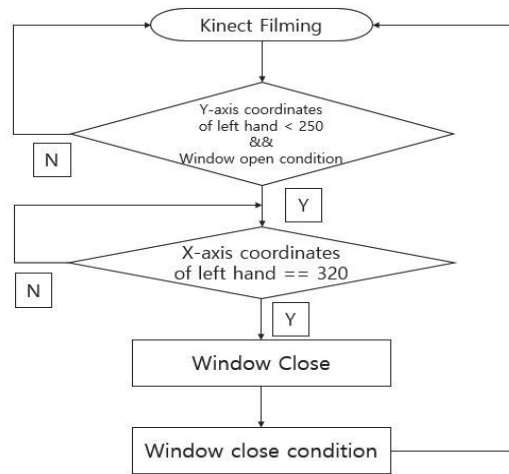 Kinect Filming
Y-axis coordinates
of left hand < 250
&&
Window open condition
N
Y
X-axis coordinates
of left hand == 320
N
Y
Window Close
Window close condition